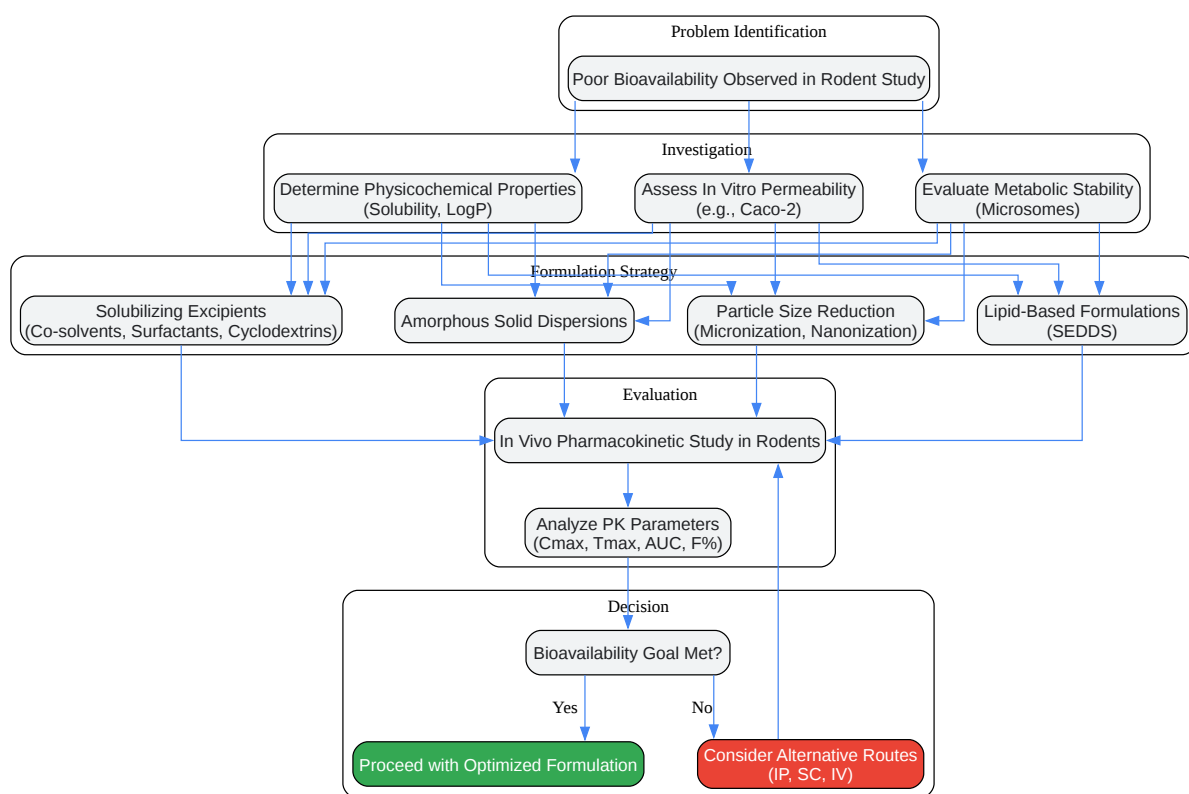 Problem Identification
Poor Bioavailability Observed in Rodent Study
Investigation
Determine Physicochemical Properties
(Solubility, LogP)
Assess In Vitro Permeability
(e.g., Caco-2)
Evaluate Metabolic Stability
(Microsomes)
Formulation Strategy
Solubilizing Excipients
(Co-solvents, Surfactants, Cyclodextrins)
Amorphous Solid Dispersions
Particle Size Reduction
(Micronization, Nanonization)
Lipid-Based Formulations
(SEDDS)
Evaluation
In Vivo Pharmacokinetic Study in Rodents
Analyze PK Parameters
(Cmax, Tmax, AUC, F%)
Decision
Bioavailability Goal Met?
Yes
No
Proceed with Optimized Formulation
Consider Alternative Routes
(IP, SC, IV)